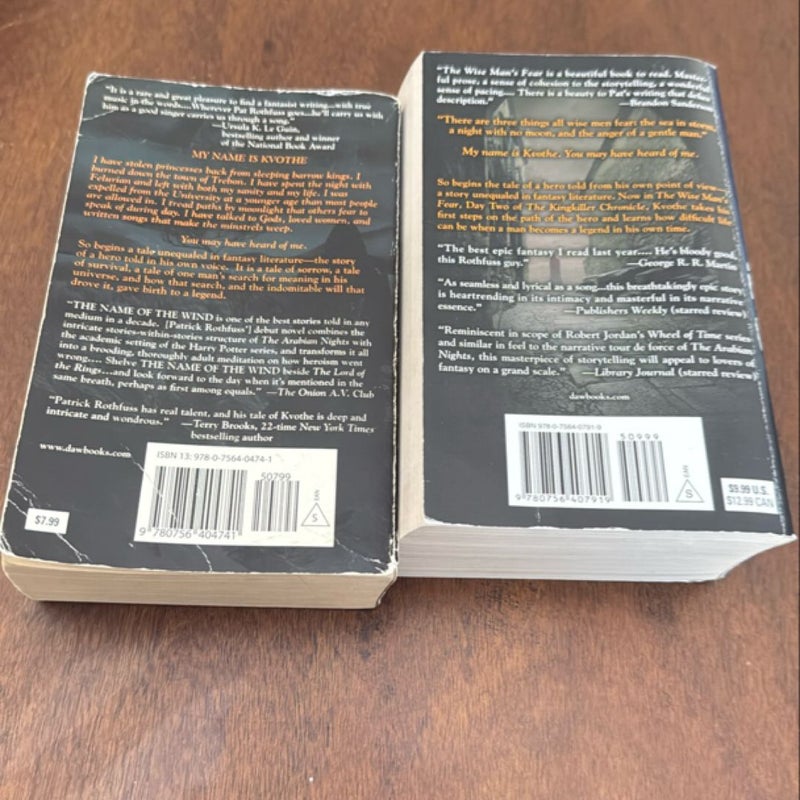 "It is a rare and great pleasure to find a fantasist writing...with true
music in the words....Wherever Pat Rothfuss goes...he'll carry us with
him as a good singer carries us through a song."
—Ursula K. Le Guin,
bestselling author and winner
of the National Book Award
MY NAME IS KVOTHE
I have stolen princesses back from sleeping barrow kings. I
burned down the town of Trebon. I have spent the night with
Felurian and left with both my sanity and my life. I was
expelled from the University at a younger age than most people
are allowed in. I tread paths by moonlight that others fear to
speak of during day. I have talked to Gods, loved women, and
written songs that make the minstrels weep.
You may have heard of me.
So begins a tale unequaled in fantasy literature—the story
of a hero told in his own voice. It is a tale of sorrow, a tale
of survival, a tale of one man's search for meaning in his
universe, and how that search, and the indomitable will that
drove it, gave birth to a legend.
"THE NAME OF THE WIND is one of the best stories told in any
medium in a decade. [Patrick Rothfuss'] debut novel combines the
intricate stories-within-stories structure of The Arabian Nights with
the academic setting of the Harry Potter series, and transforms it all
into a brooding, thoroughly adult meditation on how heroism went
wrong.... Shelve THE NAME OF THE WIND beside The Lord of
the Rings...and look forward to the day when it's mentioned in the
same breath, perhaps as first among equals." —The Onion A.V. Club
"Patrick Rothfuss has real talent, and his tale of Kvothe is deep and
intricate and wondrous." —Terry Brooks, 22-time New York Times
bestselling author
www.dawbooks.com
ISBN 13: 978-0-7564-0474-1
50799
EAN
S
9 780756 404741
$7.99
"The Wise Man's Fear is a beautiful book to read. Master-
ful prose, a sense of cohesion to the storytelling, a wonderful
sense of pacing— There is a beauty to Pat's writing that defies
description."
—Brandon Sanderson
"There are three things all wise men fear: the sea in storm,
a night with no moon, and the anger of a gentle man."
My name is Kvothe. You may have heard of me.
So begins the tale of a hero told from his own point of view—
a story unequaled in fantasy literature. Now in The Wise Man's
Fear, Day Two of The Kingkiller Chronicle, Kvothe takes his
first steps on the path of the hero and learns how difficult life
can be when a man becomes a legend in his own time.
"The best epic fantasy I read last year.... He's bloody good,
this Rothfuss guy." —George R. R. Martin
"As seamless and lyrical as a song...this breathtakingly epic story
is heartrending in its intimacy and masterful in its narrative
essence." —Publishers Weekly (starred review)
"Reminiscent in scope of Robert Jordan's Wheel of Time series
and similar in feel to the narrative tour de force of The Arabian
Nights, this masterpiece of storytelling will appeal to lovers of
fantasy on a grand scale." —Library Journal (starred review)
dawbooks.com
ISBN 978-0-7564-0791-9
50999
EAN
S
9 780756 407919
$9.99 U.S.
$12.99 CAN